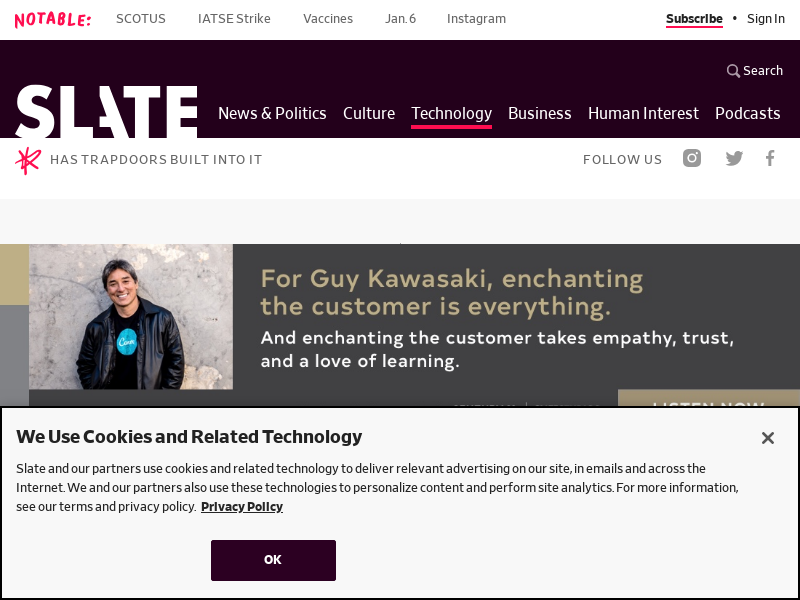 NOTABLE:
SCOTUS
IATSE Strike
Vaccines
Jan. 6
Instagram
Subscribe
•
Sign In
Search
SLATE
News & Politics
Culture
Technology
Business
Human Interest
Podcasts
HAS TRAPDOORS BUILT INTO IT
FOLLOW US
For Guy Kawasaki, enchanting
the customer is everything.
And enchanting the customer takes empathy, trust,
and a love of learning.
Canva
LISTEN NOW
We Use Cookies and Related Technology
Slate and our partners use cookies and related technology to deliver relevant advertising on our site, in emails and across the
Internet. We and our partners also use these technologies to personalize content and perform site analytics. For more information,
see our terms and privacy policy. Privacy Policy
OK